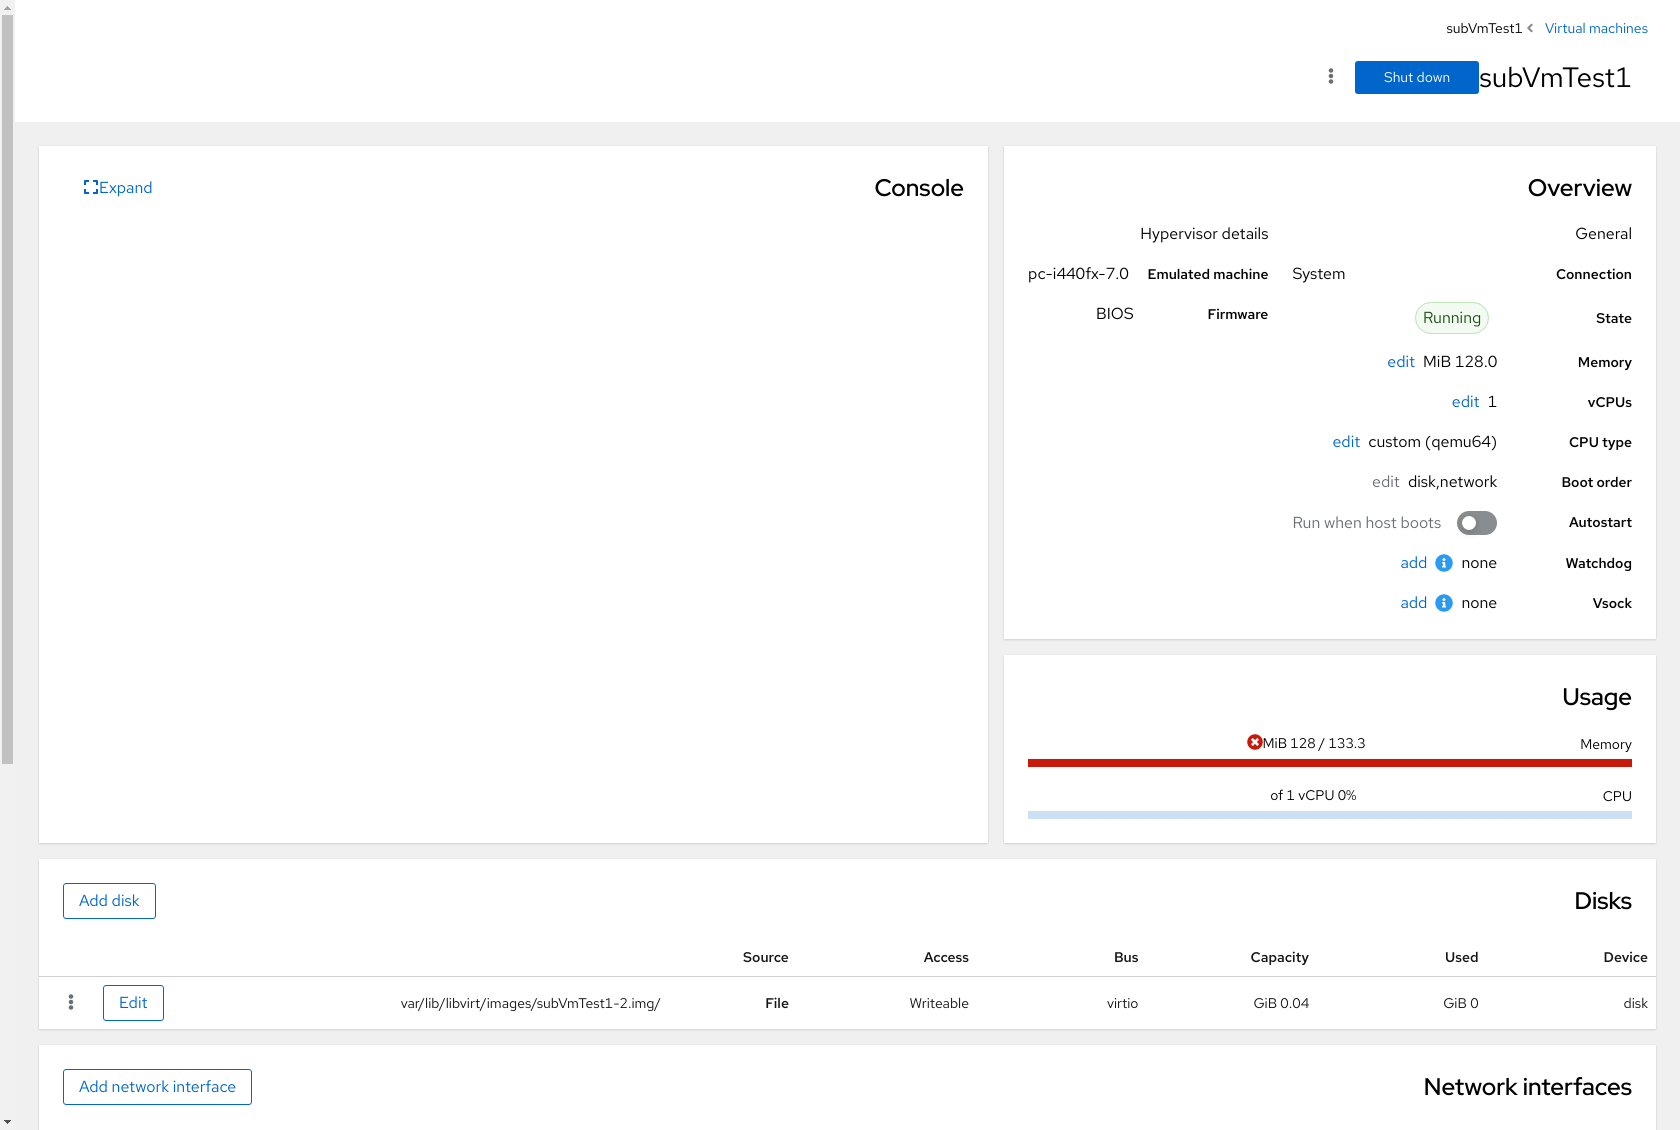 Virtual machines
subVmTest1
subVmTest1
Shut down
Console
Expand
Overview
General
Connection System
State Running
Memory MiB 128.0 edit
vCPUs 1 edit
CPU type custom (qemu64) edit
Boot order disk,network edit
Autostart Run when host boots
Watchdog none add
Vsock none add
Hypervisor details
Emulated machine pc-i440fx-7.0
Firmware BIOS
Usage
Memory MiB 128 / 133.3
CPU of 1 vCPU 0%
Disks
Add disk
Device Used Capacity Bus Access Source
disk GiB 0 GiB 0.04 virtio Writeable File var/lib/libvirt/images/subVmTest1-2.img/ Edit
Network interfaces
Add network interface